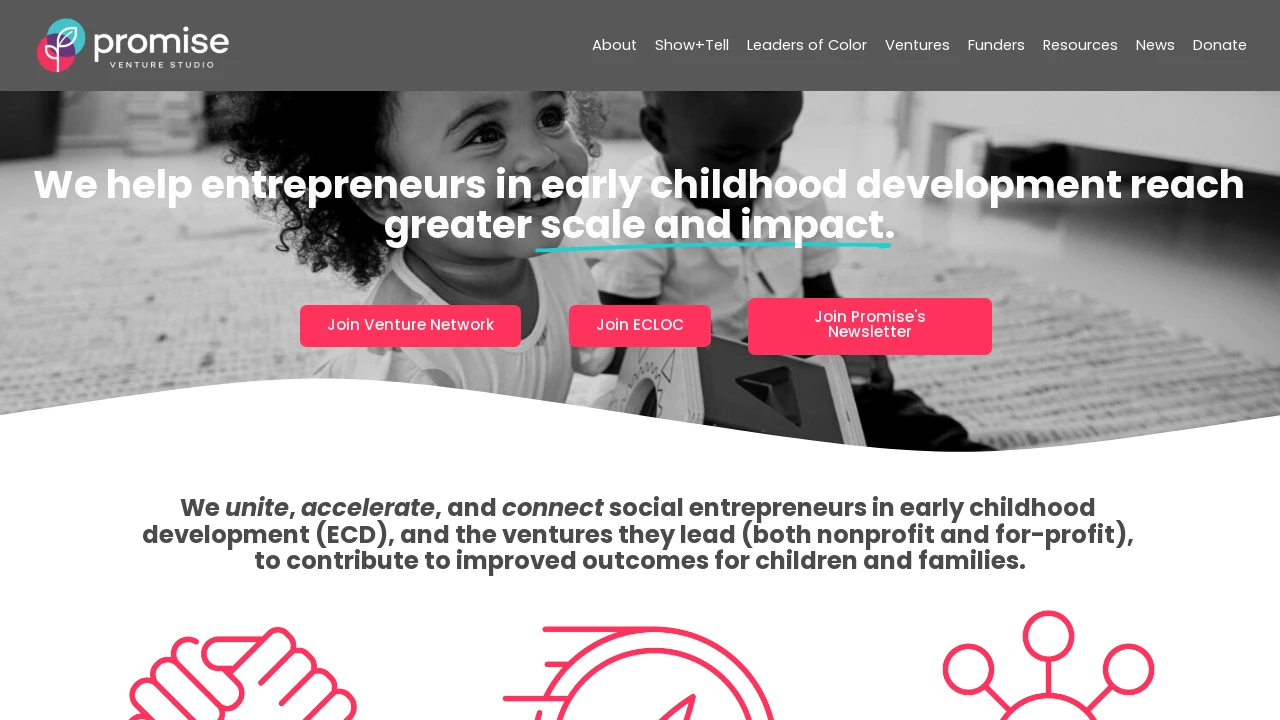 promise
VENTURE STUDIO
About Show+Tell Leaders of Color Ventures Funders Resources News Donate
We help entrepreneurs in early childhood development reach
greater scale and impact.
Join Venture Network
Join ECLOC
Join Promise's
Newsletter
We unite, accelerate, and connect social entrepreneurs in early childhood
development (ECD), and the ventures they lead (both nonprofit and for-profit),
to contribute to improved outcomes for children and families.